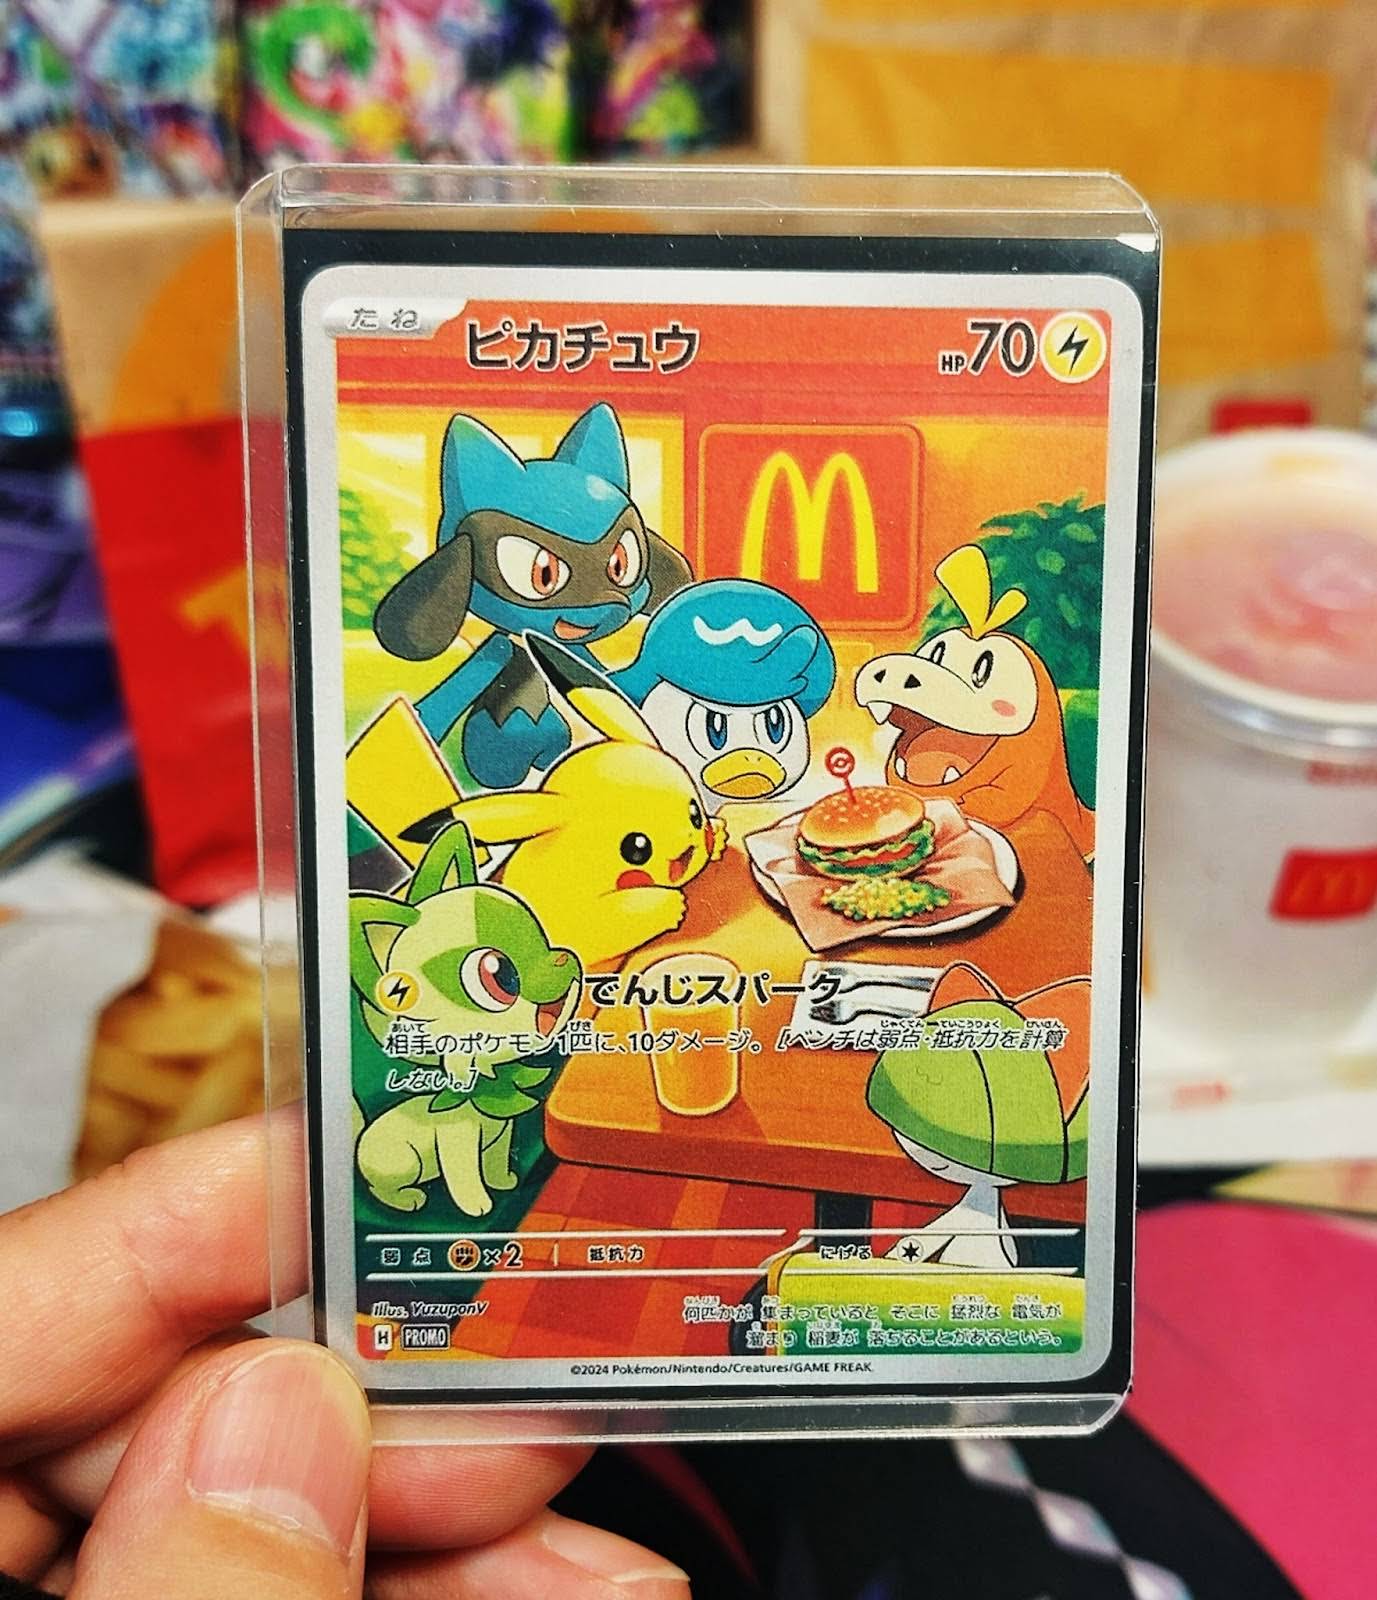 たね
ピカチュウ
HP70
でんじスパーク
相手のポケモン1匹に、10ダメージ。[ベンチは弱点・抵抗力を計算
しない。]
弱点 ×2 抵抗力 にげる
Illus. YuzuponV
何匹かが 集まっていると そこに 猛烈な 電気が
溜まり 稲妻が 落ちることがあるという。
H PROMO
©2024 Pokémon/Nintendo/Creatures/GAME FREAK.